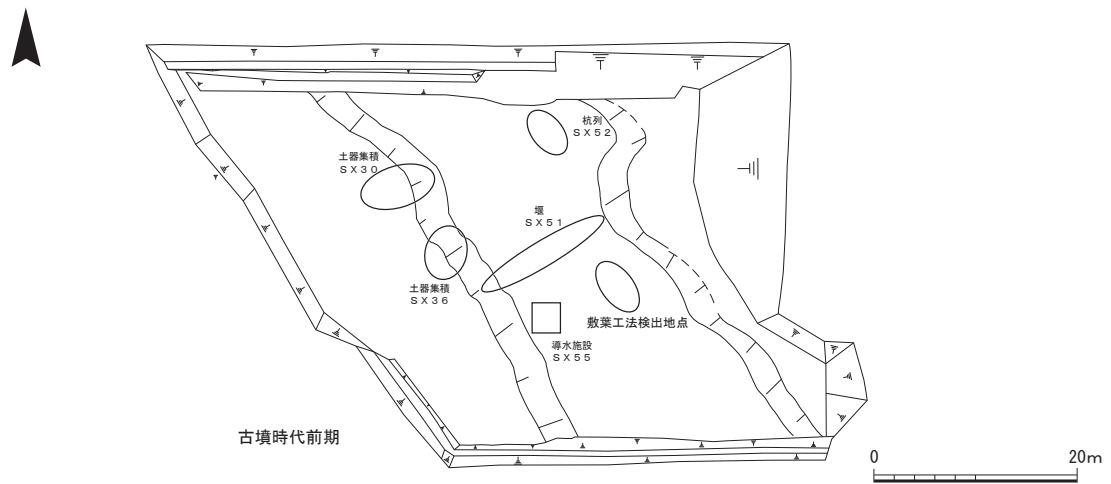 杭列
SX52
土器集積
SX30
堰
SX51
土器集積
SX36
敷葉工法検出地点
導水施設
SX55
古墳時代前期
0 20m